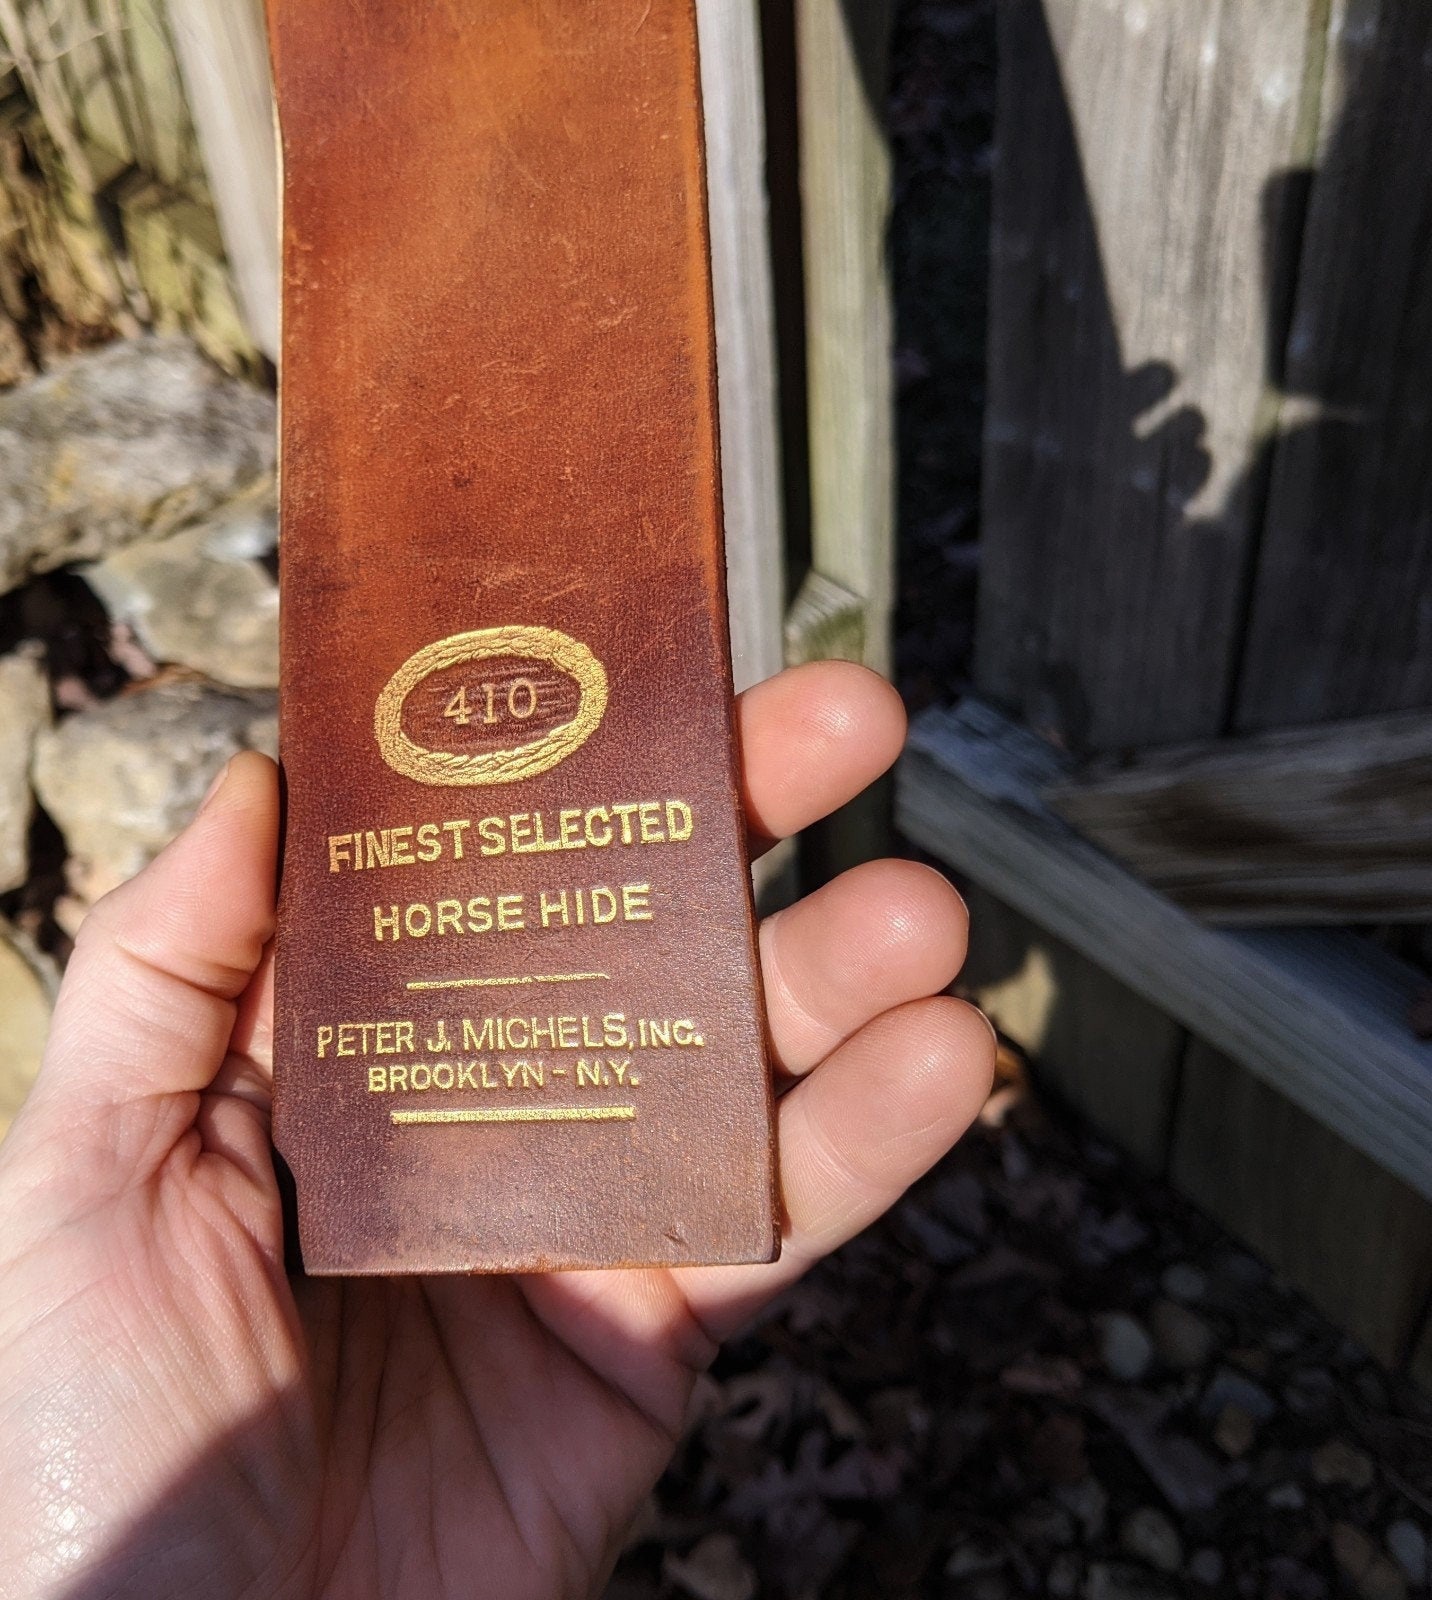 410
FINEST SELECTED
HORSE HIDE
PETER J. MICHELS, INC.
BROOKLYN - N.Y.